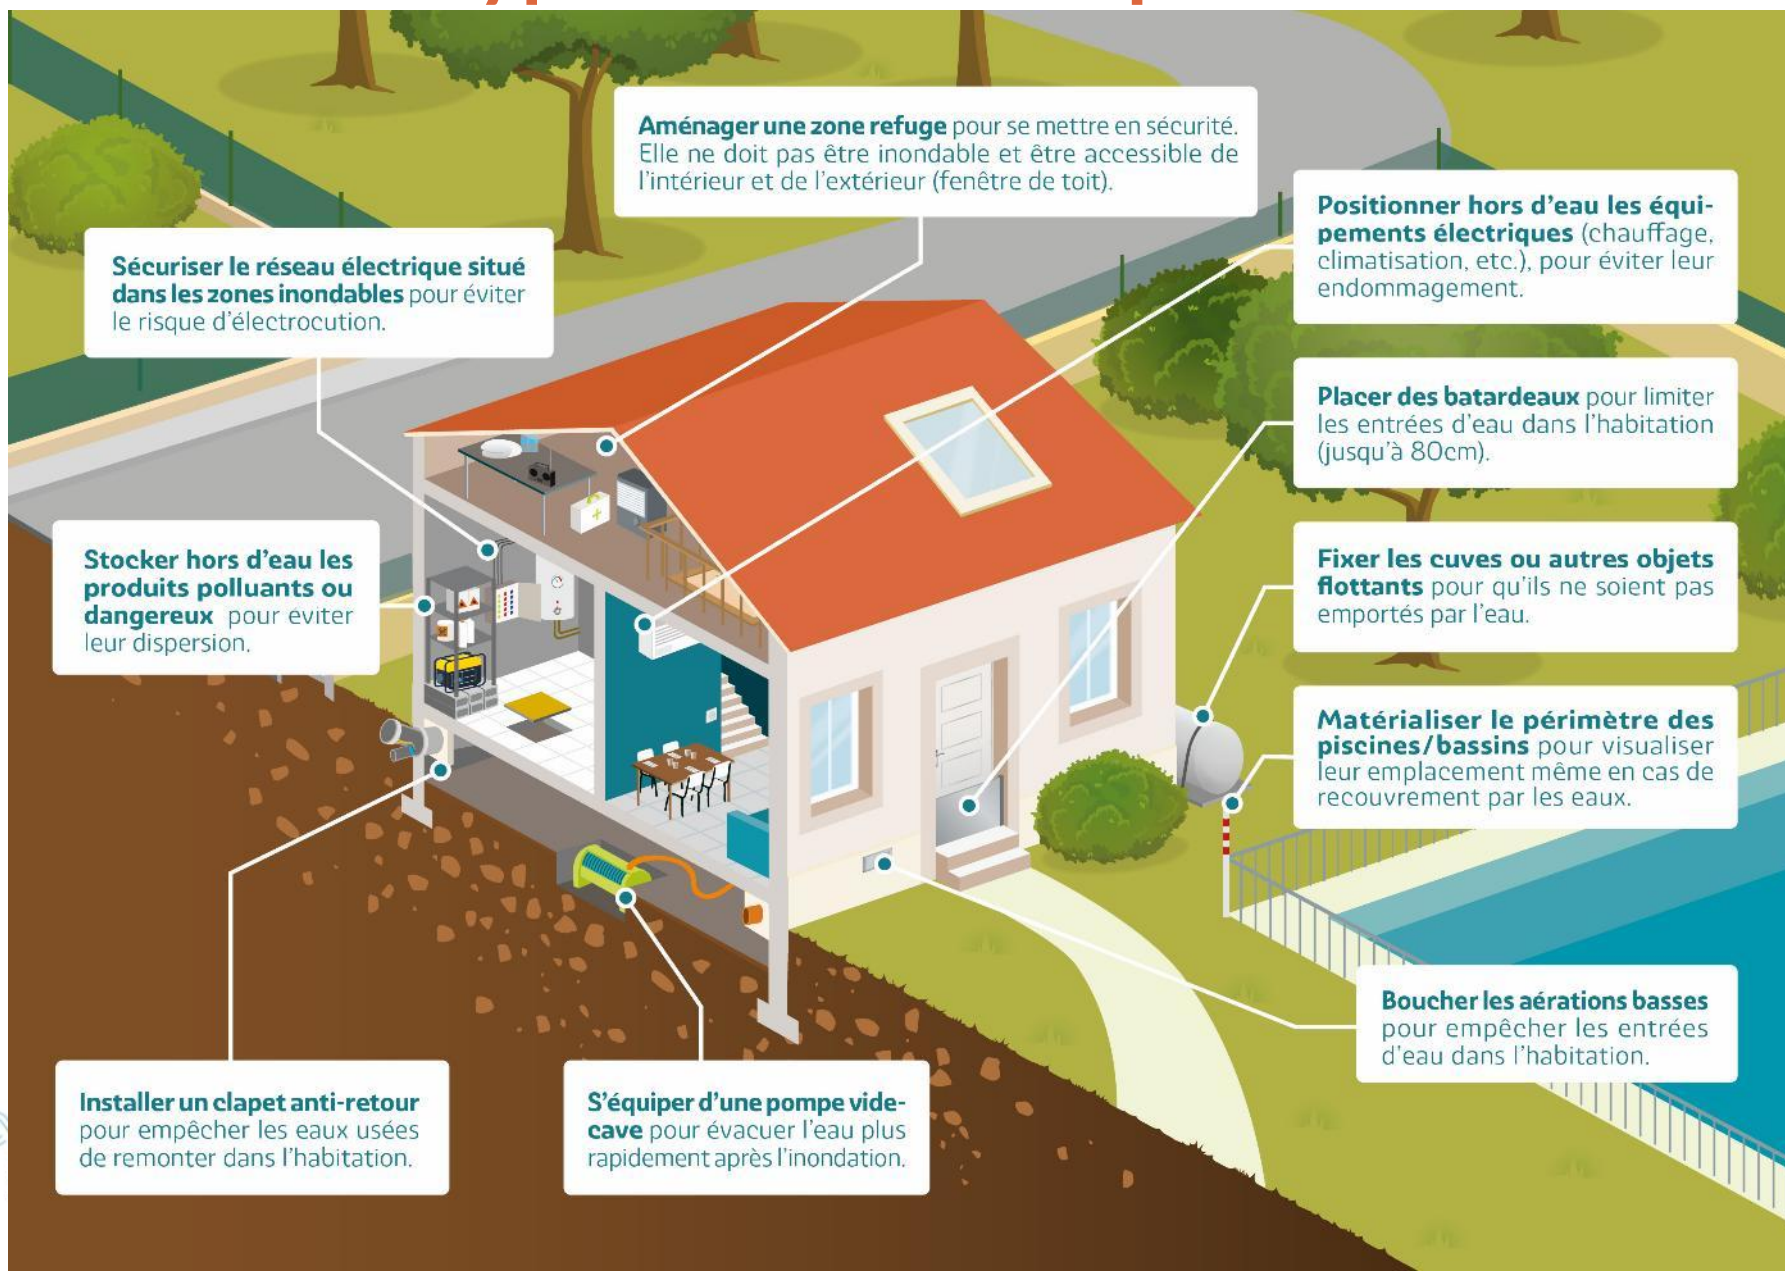 Aménager une zone refuge pour se mettre en sécurité.
Elle ne doit pas être inondable et être accessible de
l'intérieur et de l'extérieur (fenêtre de toit).
Positionner hors d'eau les équi-
pements électriques (chauffage,
climatisation, etc.), pour éviter leur
endommagement.
Sécuriser le réseau électrique situé
dans les zones inondables pour éviter
le risque d'électrocution.
Placer des batardeaux pour limiter
les entrées d'eau dans l'habitation
(jusqu'à 80cm).
Stocker hors d'eau les
produits polluants ou
dangereux pour éviter
leur dispersion.
Fixer les cuves ou autres objets
flottants pour qu'ils ne soient pas
emportés par l'eau.
Matérialiser le périmètre des
piscines/bassins pour visualiser
leur emplacement même en cas de
recouvrement par les eaux.
Boucher les aérations basses
pour empêcher les entrées
d'eau dans l'habitation.
Installer un clapet anti-retour
pour empêcher les eaux usées
de remonter dans l'habitation.
S'équiper d'une pompe vide-
cave pour évacuer l'eau plus
rapidement après l'inondation.